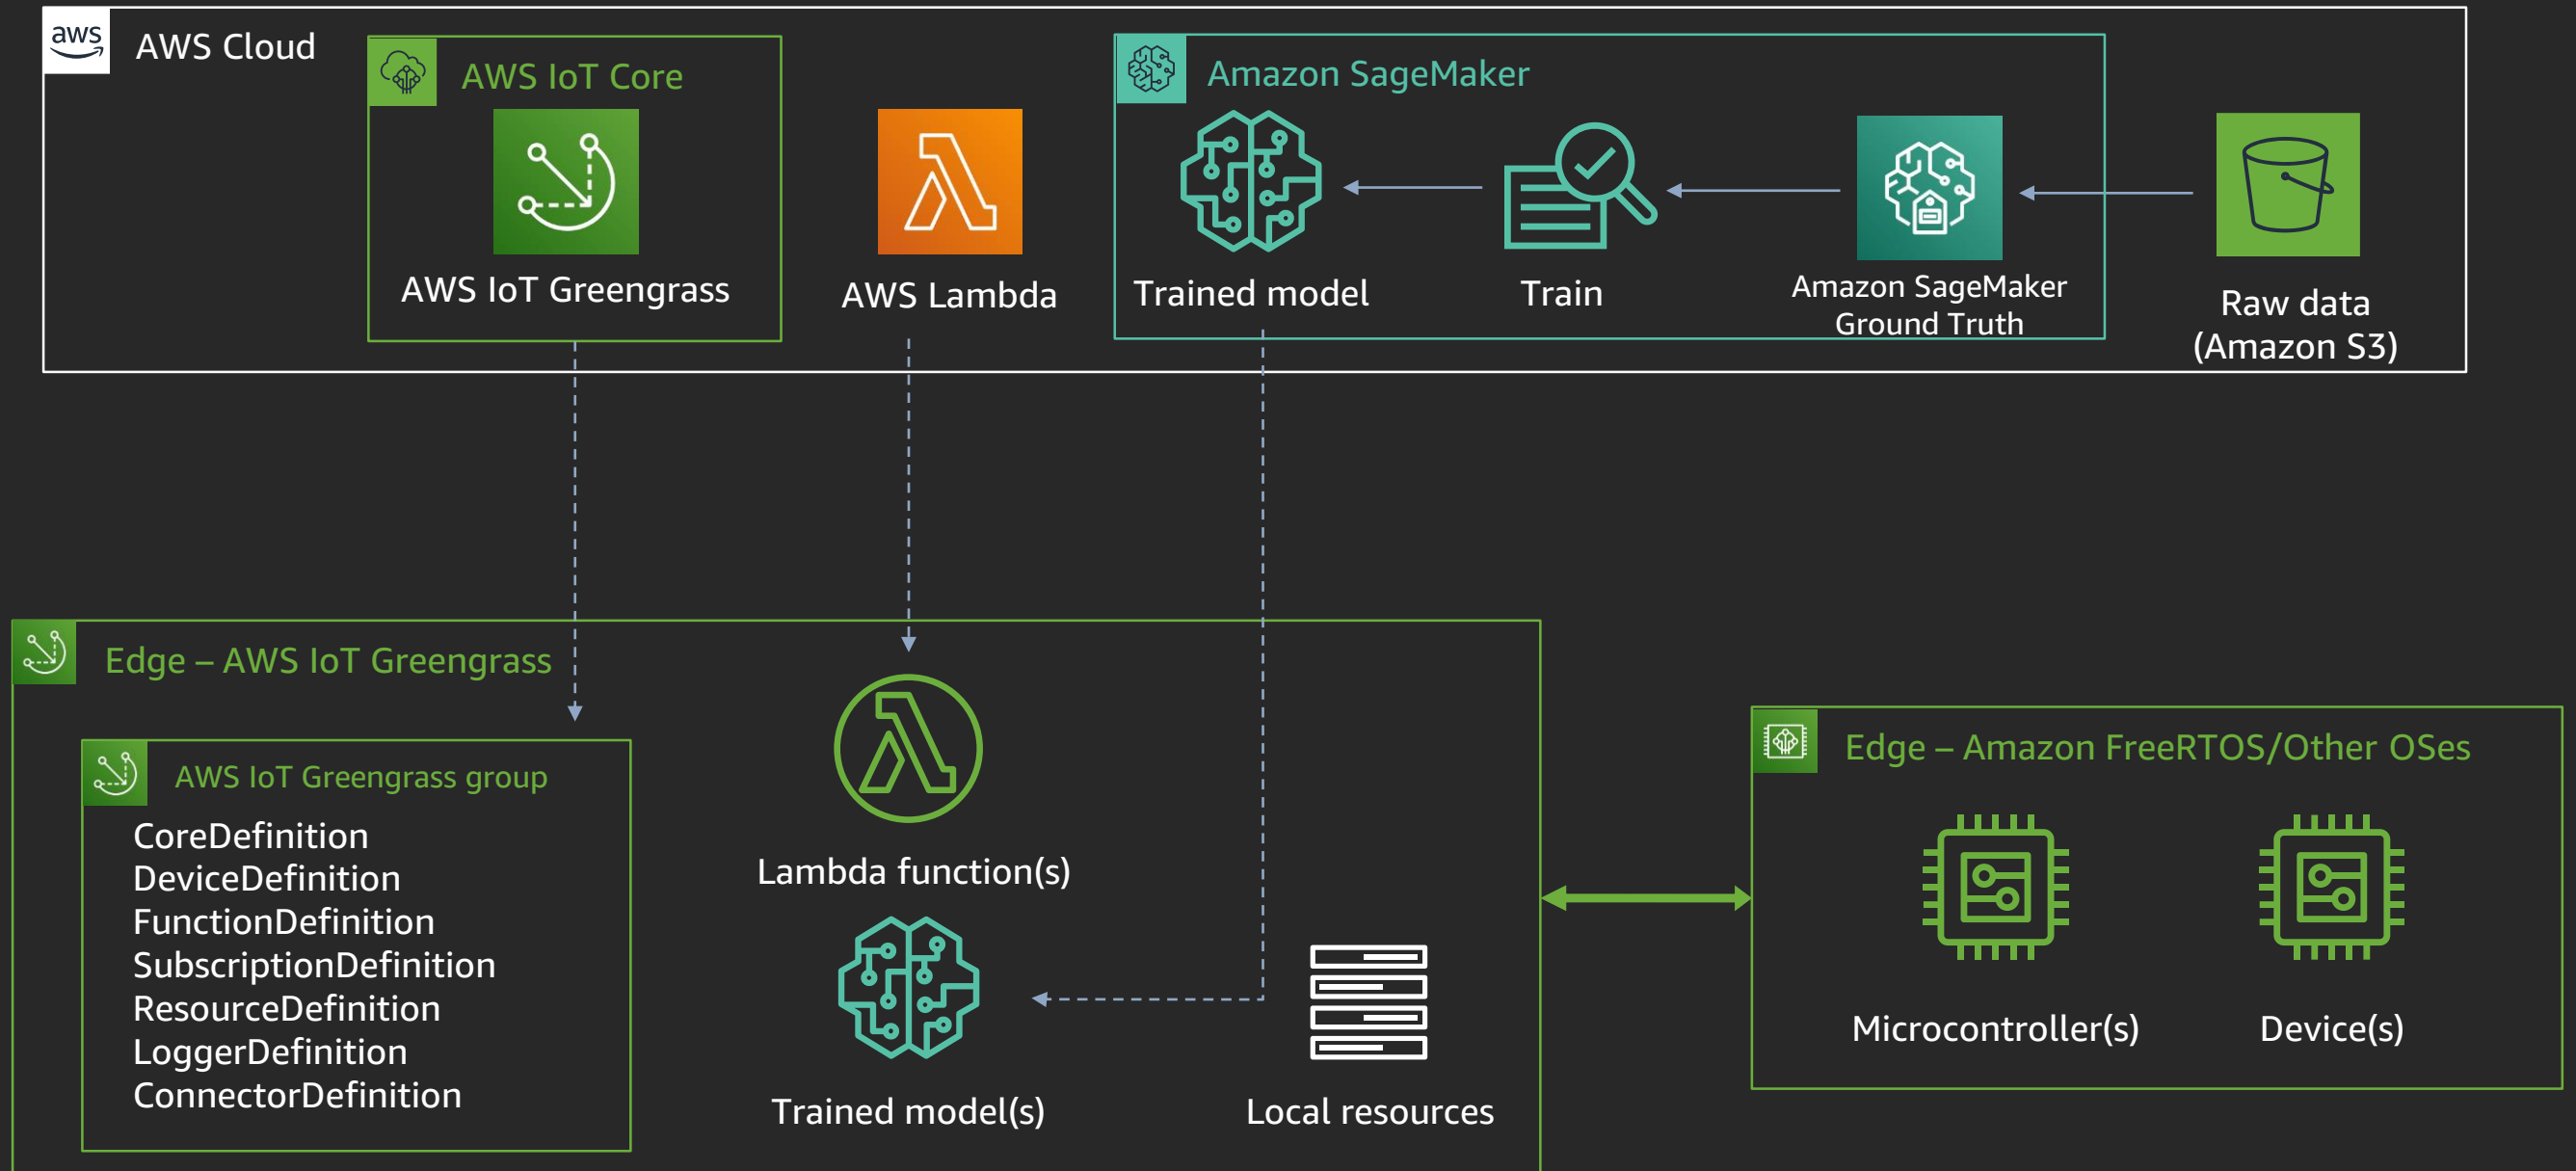 aws
AWS Cloud
AWS IoT Core
AWS IoT Greengrass
AWS Lambda
Amazon SageMaker
Trained model
Train
Amazon SageMaker
Ground Truth
Raw data
(Amazon S3)
Edge – AWS IoT Greengrass
AWS IoT Greengrass group
CoreDefinition
DeviceDefinition
FunctionDefinition
SubscriptionDefinition
ResourceDefinition
LoggerDefinition
ConnectorDefinition
Lambda function(s)
Trained model(s)
Local resources
Edge – Amazon FreeRTOS/Other OSes
Microcontroller(s)
Device(s)